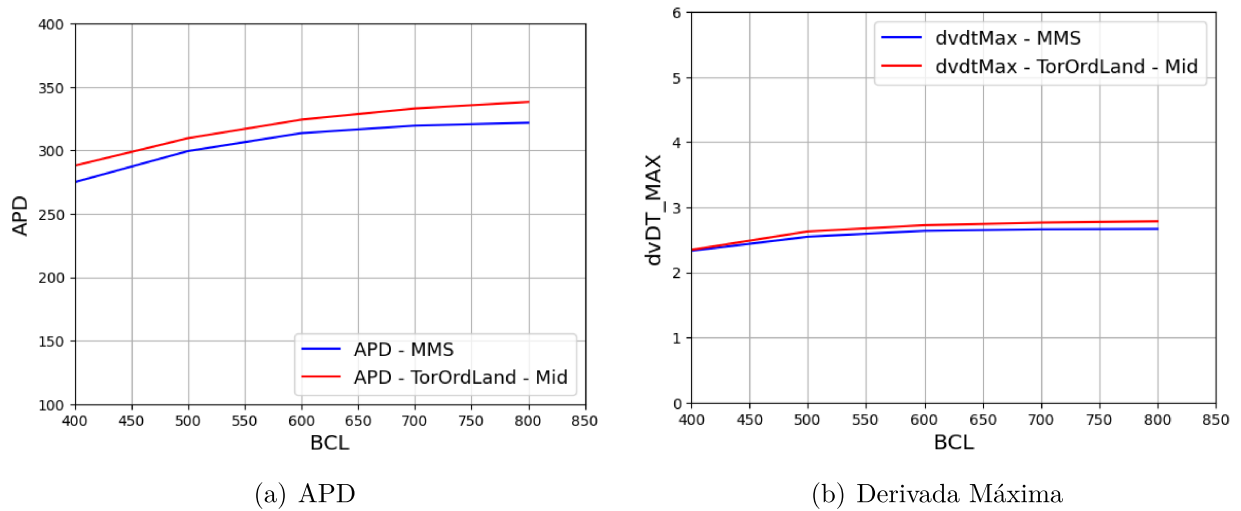 400
350
300
250
200
150
100
APD
APD - MMS
APD - TorOrdLand - Mid
400 450 500 550 600 650 700 750 800 850
BCL
(a) APD
6
5
4
3
2
1
0
dvDT_MAX
dvdtMax - MMS
dvdtMax - TorOrdLand - Mid
400 450 500 550 600 650 700 750 800 850
BCL
(b) Derivada Máxima